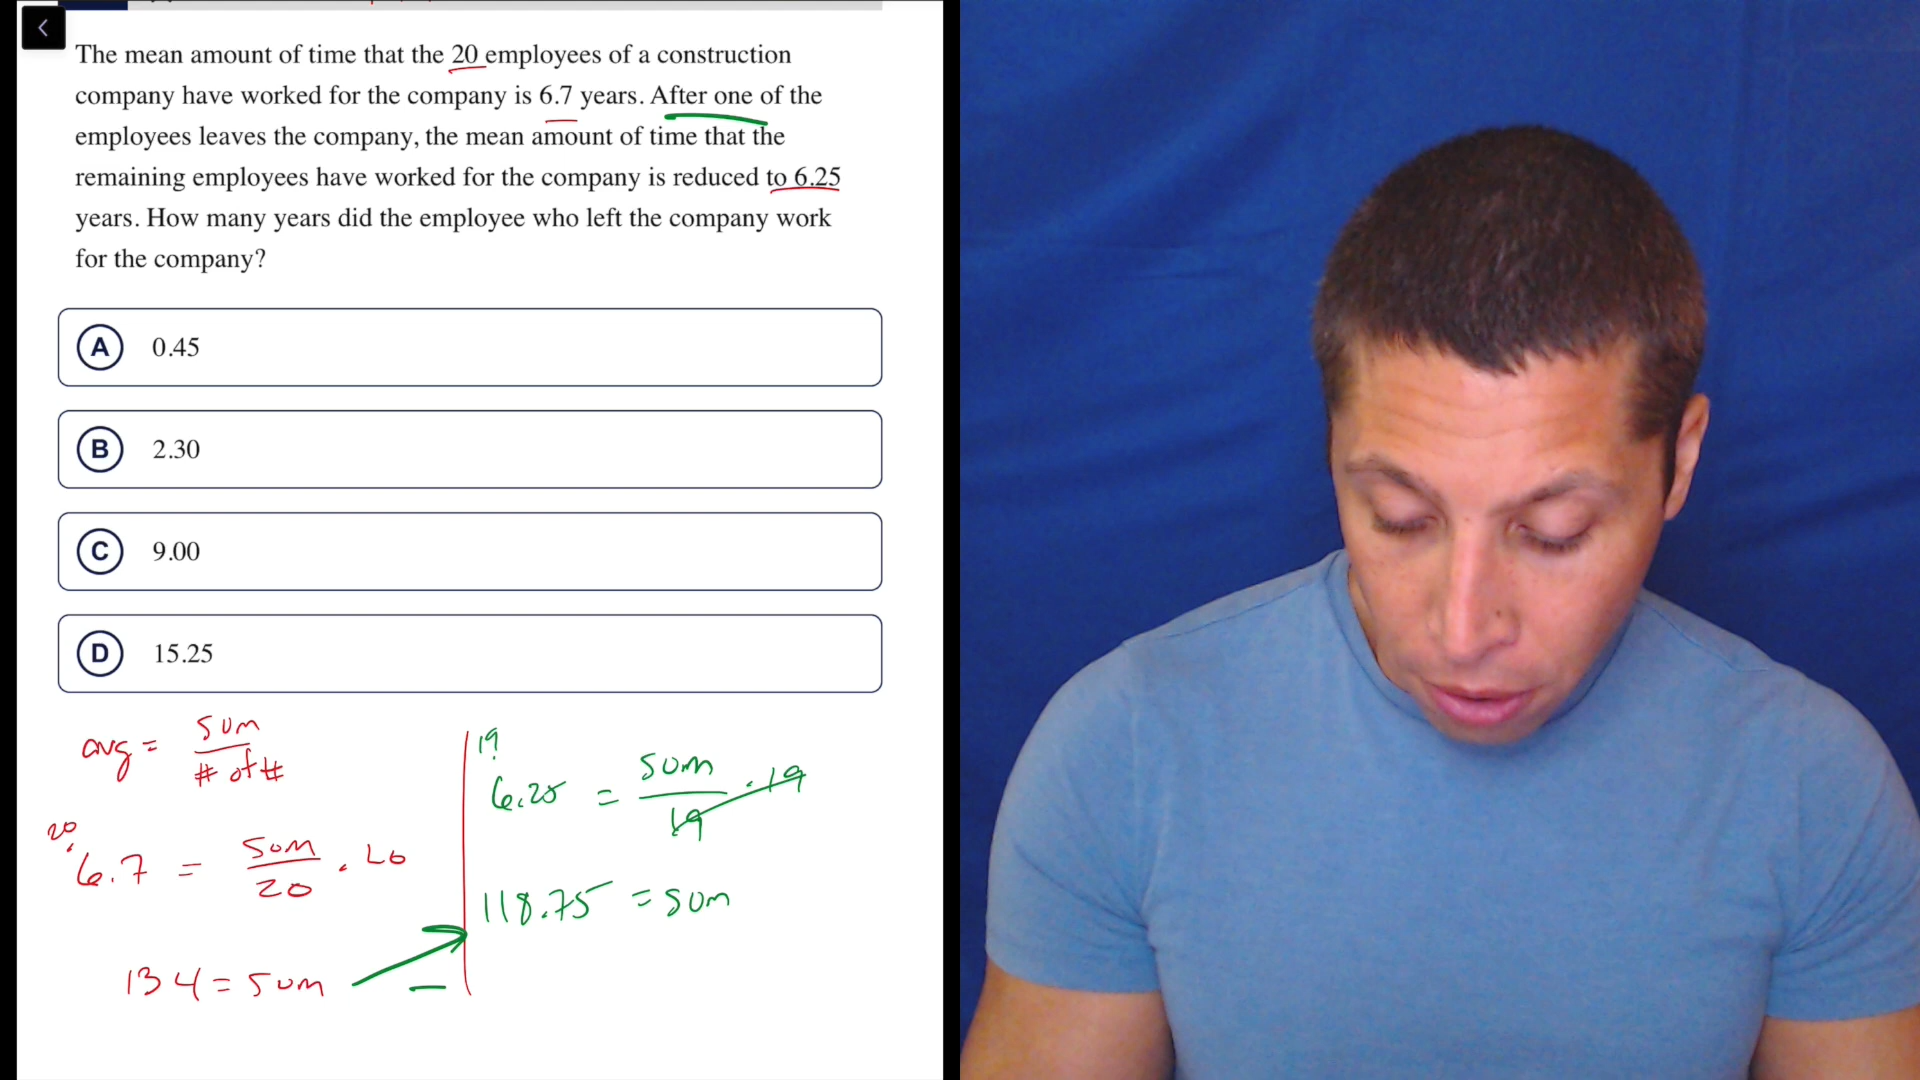 The mean amount of time that the 20 employees of a construction
company have worked for the company is 6.7 years. After one of the
employees leaves the company, the mean amount of time that the
remaining employees have worked for the company is reduced to 6.25
years. How many years did the employee who left the company work
for the company?
A 0.45
B 2.30
C 9.00
D 15.25
avg = sum / # of #
20 · 6.7 = sum / 20 · 20
134 = sum
19 · 6.25 = sum / 19 · 19
118.75 = sum